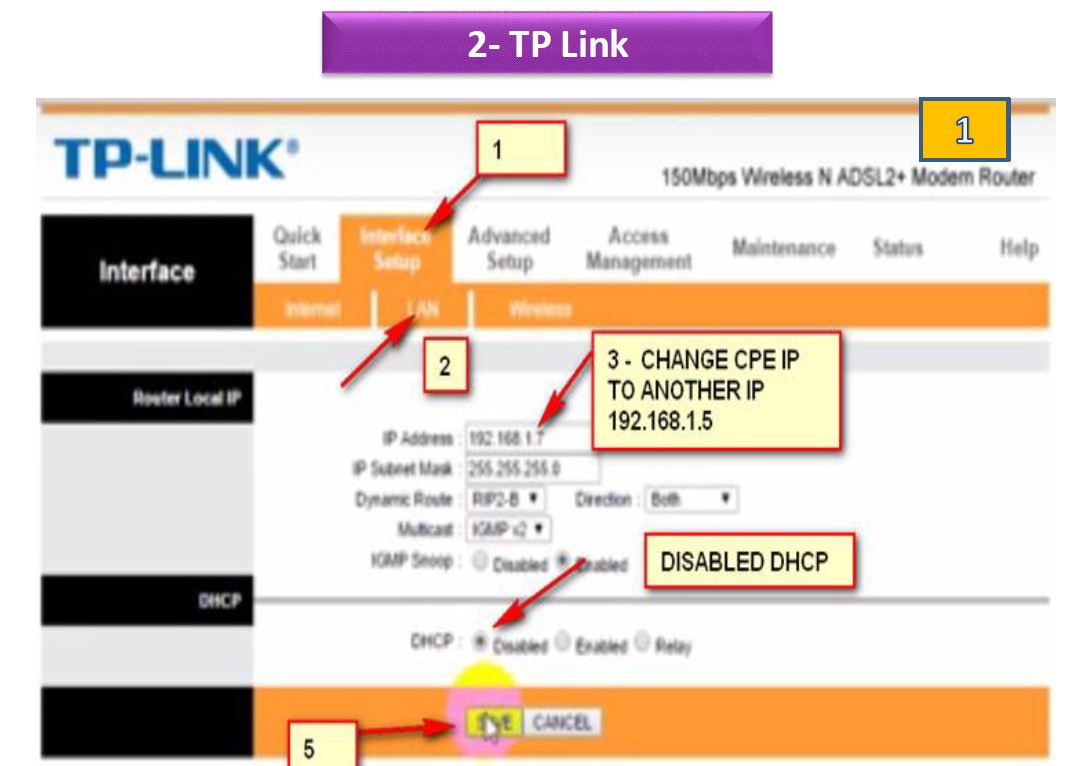 2- TP Link
1
TP-LINK®
1
150Mbps Wireless N ADSL2+ Modem Router
Interface
Quick Start
Interface Setup
Advanced Setup
Access Management
Maintenance
Status
Help
Internet
LAN
Wireless
2
3 - CHANGE CPE IP
TO ANOTHER IP
192.168.1.5
Router Local IP
IP Address : 192.168.1.7
IP Subnet Mask : 255.255.255.0
Dynamic Route : RIP2-B Direction : Both
Multicast : IGMP v2
IGMP Snoop : Disabled Enabled
DISABLED DHCP
DHCP
DHCP : Disabled Enabled Relay
SAVE CANCEL
5